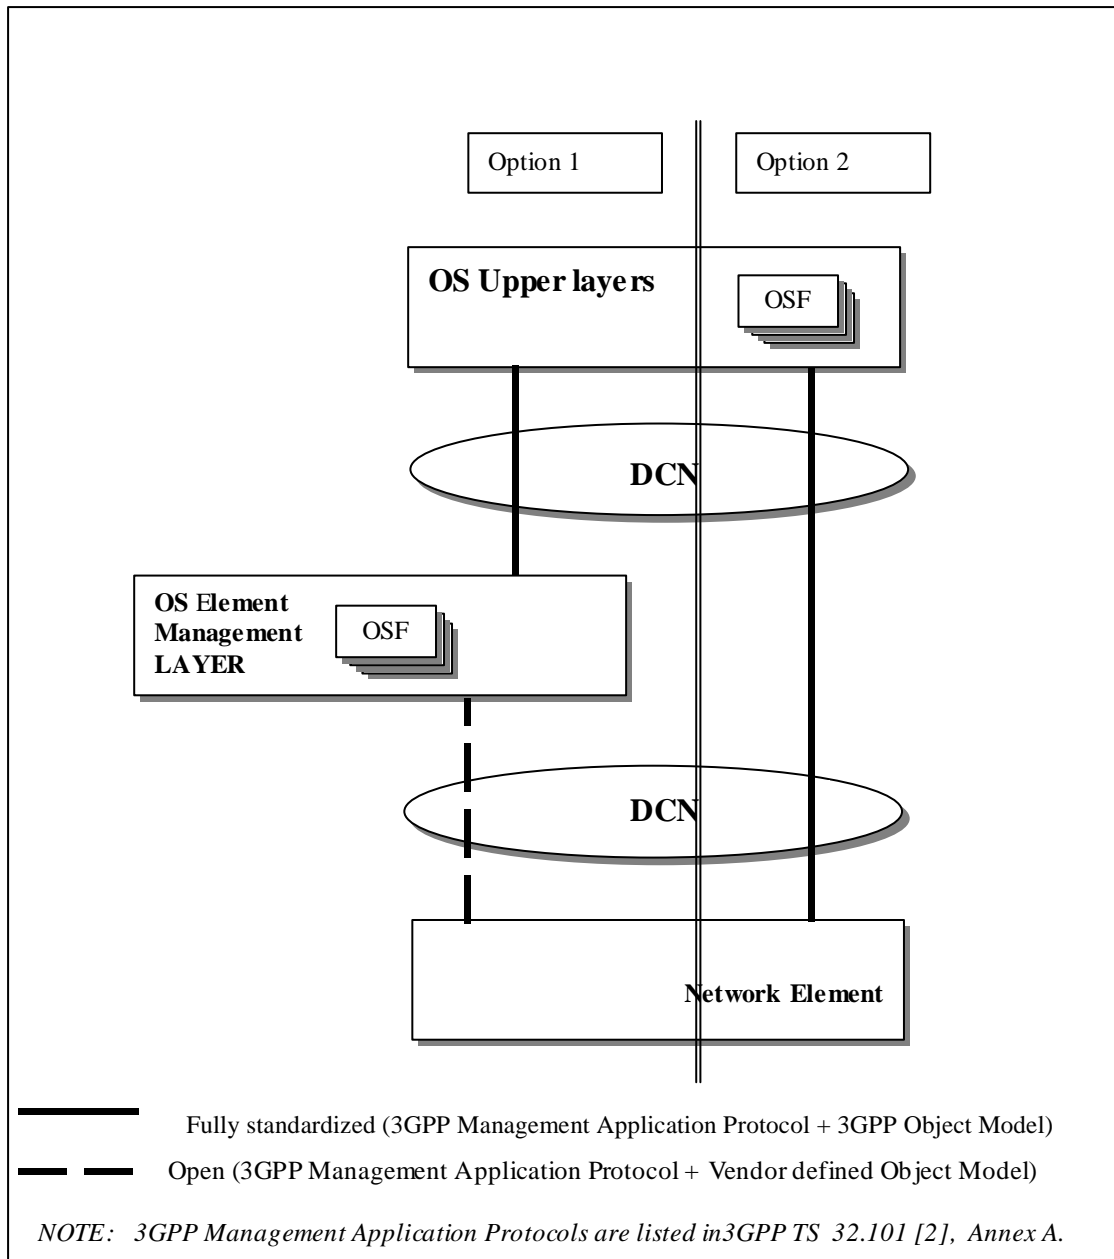 Option 1
Option 2
OS Upper layers
OSF
DCN
OS Element
Management
LAYER
OSF
DCN
Network Element
Fully standardized (3GPP Management Application Protocol + 3GPP Object Model)
Open (3GPP Management Application Protocol + Vendor defined Object Model)
NOTE: 3GPP Management Application Protocols are listed in3GPP TS 32.101 [2], Annex A.